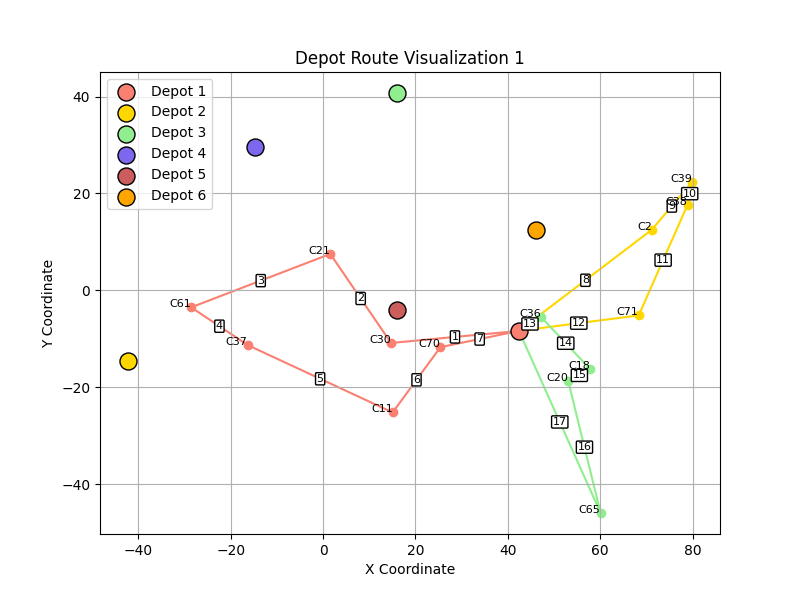 Depot Route Visualization 1
Depot 1
Depot 2
Depot 3
Depot 4
Depot 5
Depot 6
Y Coordinate
40
20
0
−20
−40
−40
−20
0
20
40
60
80
X Coordinate
C39
10
C38
9
C2
C21
11
3
8
2
C61
C36
C71
4
13
12
C37
C30
1
C70
7
14
C18
15
C20
5
6
C11
17
16
C65